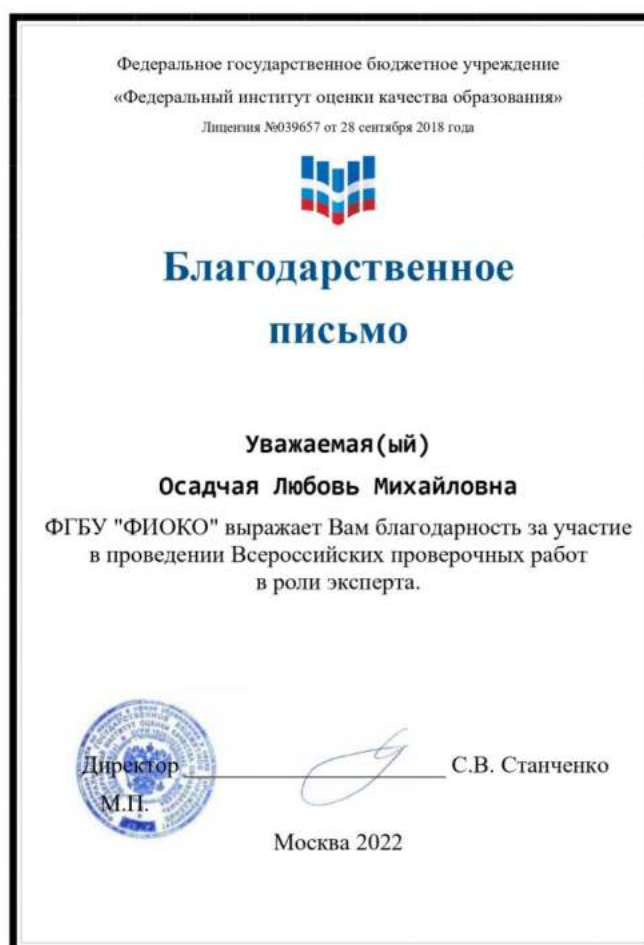 Федеральное государственное бюджетное учреждение
«Федеральный институт оценки качества образования»
Лицензия №039657 от 28 сентября 2018 года
Благодарственное
письмо
Уважаемая(ый)
Осадчая Любовь Михайловна
ФГБУ "ФИОКО" выражает Вам благодарность за участие
в проведении Всероссийских проверочных работ
в роли эксперта.
Директор С.В. Станченко
М.П.
Москва 2022